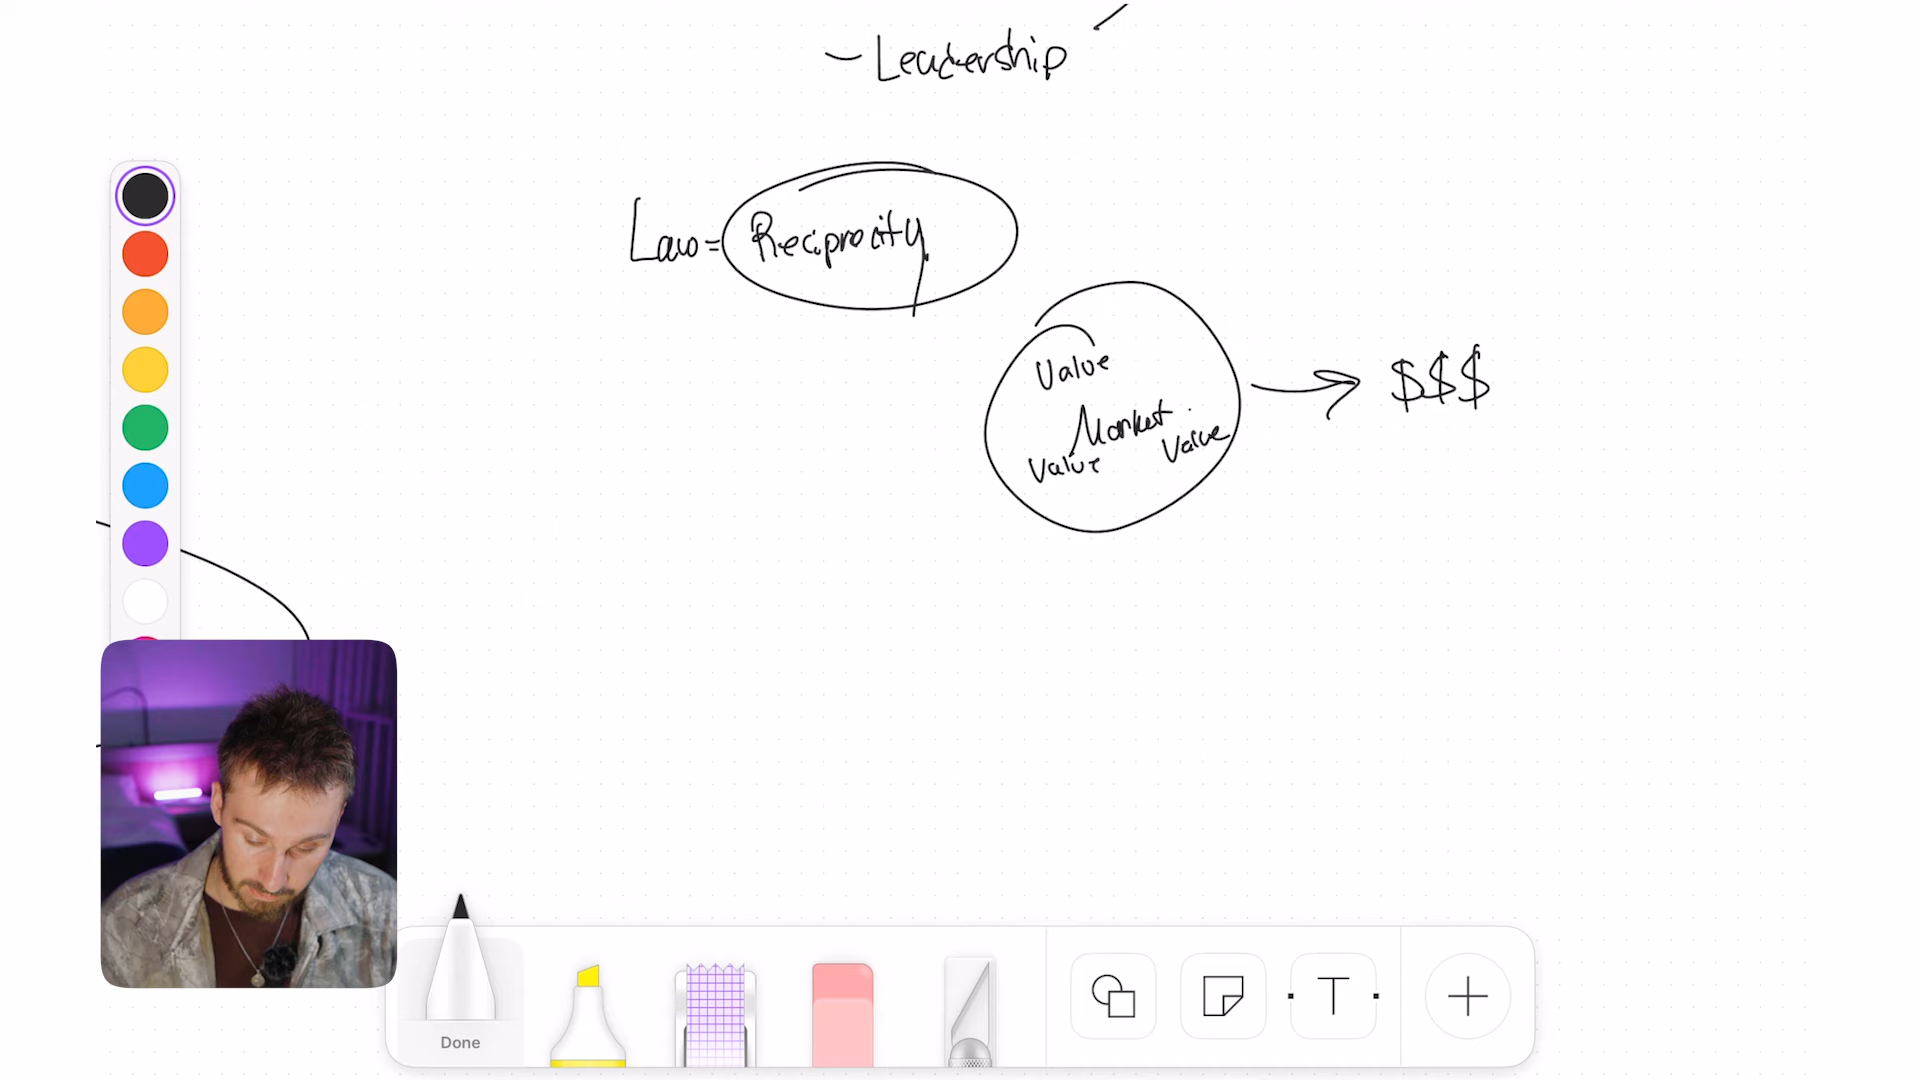 - Leadership
Law = Reciprocity
Value
Market
Value
Value
$$$
Done
T